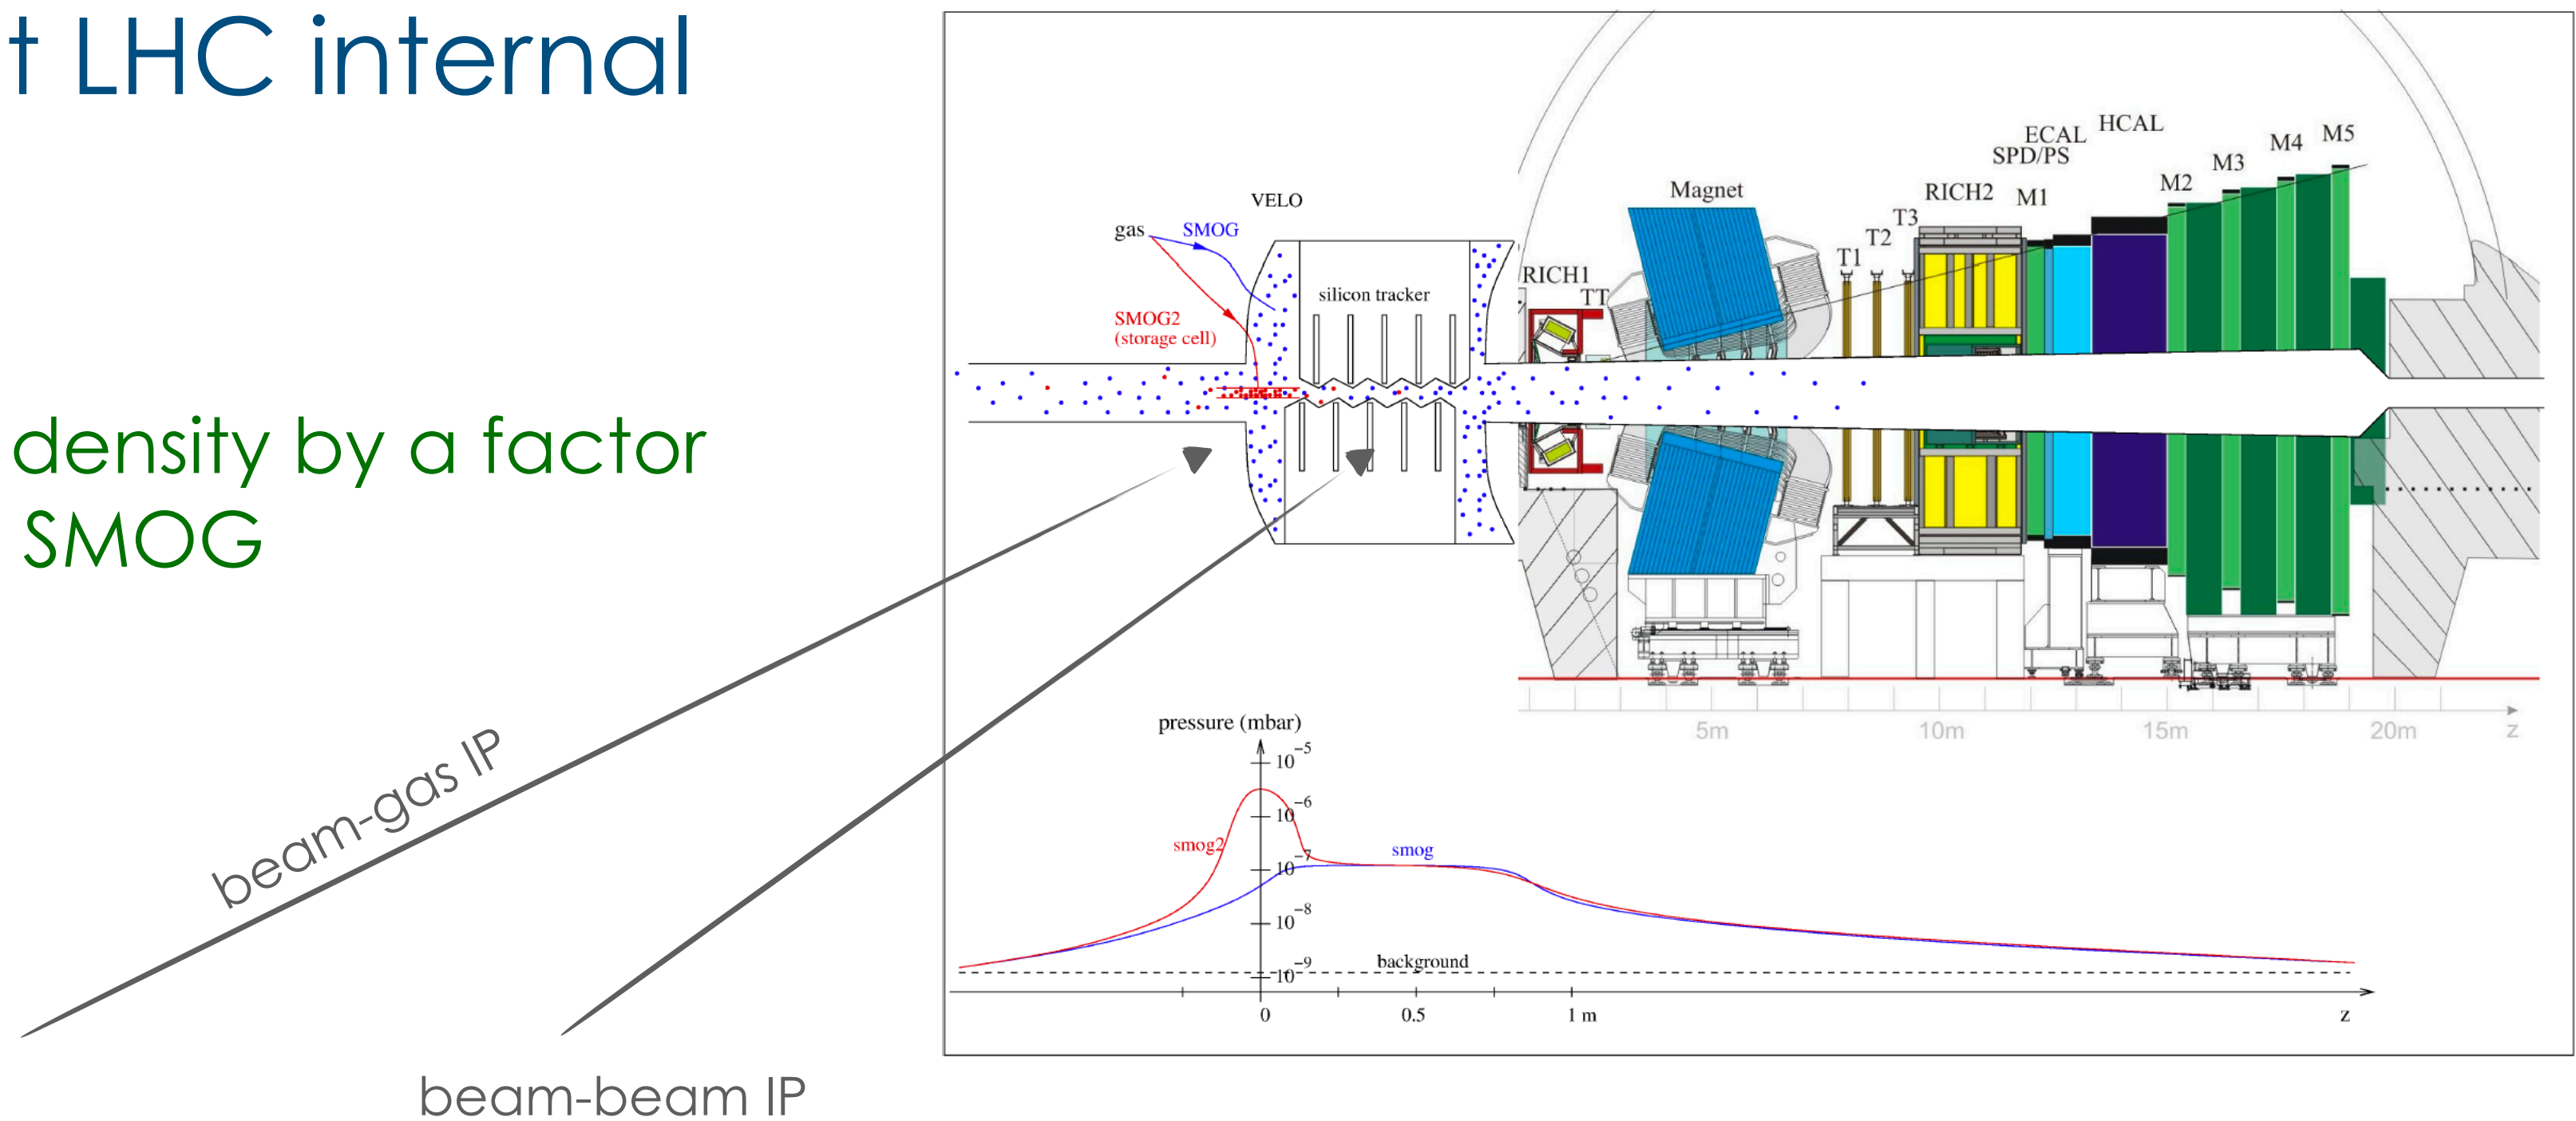 t LHC internal
density by a factor
SMOG
beam-gas IP
beam-beam IP
VELO
gas
SMOG
SMOG2
(storage cell)
silicon tracker
RICH1
TT
Magnet
T1
T2
T3
RICH2
M1
SPD/PS
ECAL
HCAL
M2
M3
M4
M5
5m
10m
15m
20m
z
pressure (mbar)
10⁻⁵
10⁻⁶
10⁻⁷
10⁻⁸
10⁻⁹
smog2
smog
background
0
0.5
1 m
z